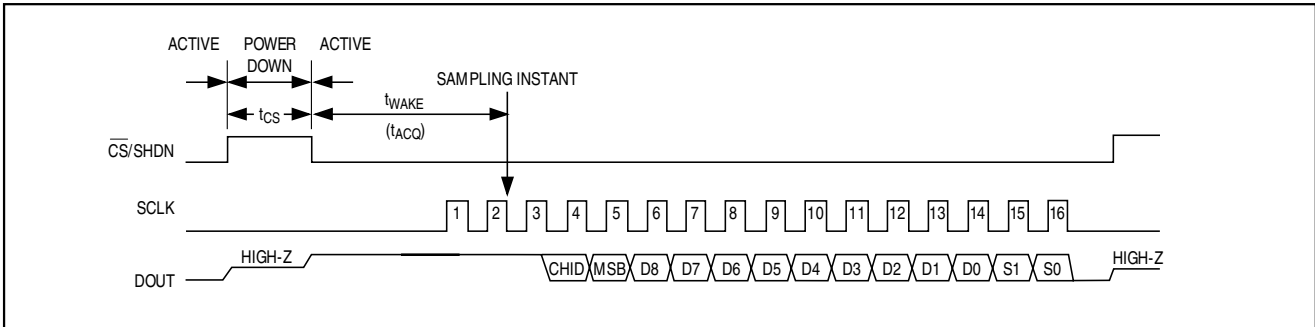 ACTIVE POWER DOWN ACTIVE
SAMPLING INSTANT
tCS
tWAKE
(tACQ)
CS/SHDN
SCLK 1 2 3 4 5 6 7 8 9 10 11 12 13 14 15 16
HIGH-Z HIGH-Z
DOUT CHID MSB D8 D7 D6 D5 D4 D3 D2 D1 D0 S1 S0